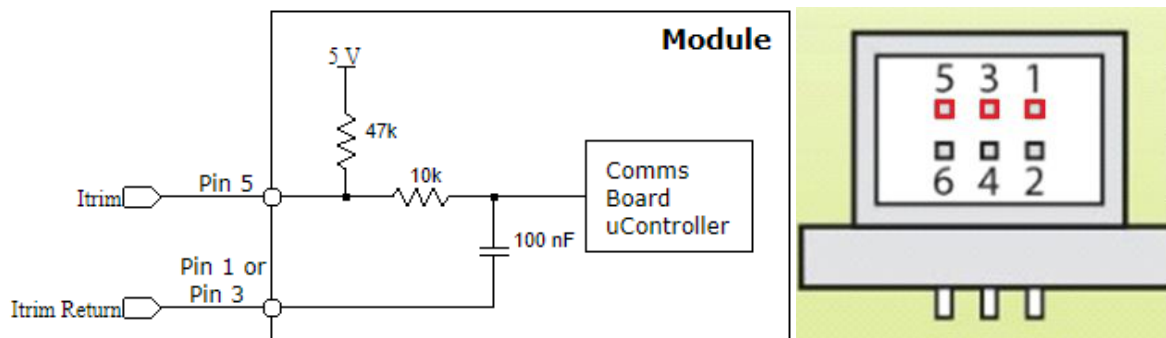 Module
5 V
47k
10k
Pin 5
Itrim
Comms
Board
uController
100 nF
Pin 1 or
Pin 3
Itrim Return
5 3 1
6 4 2